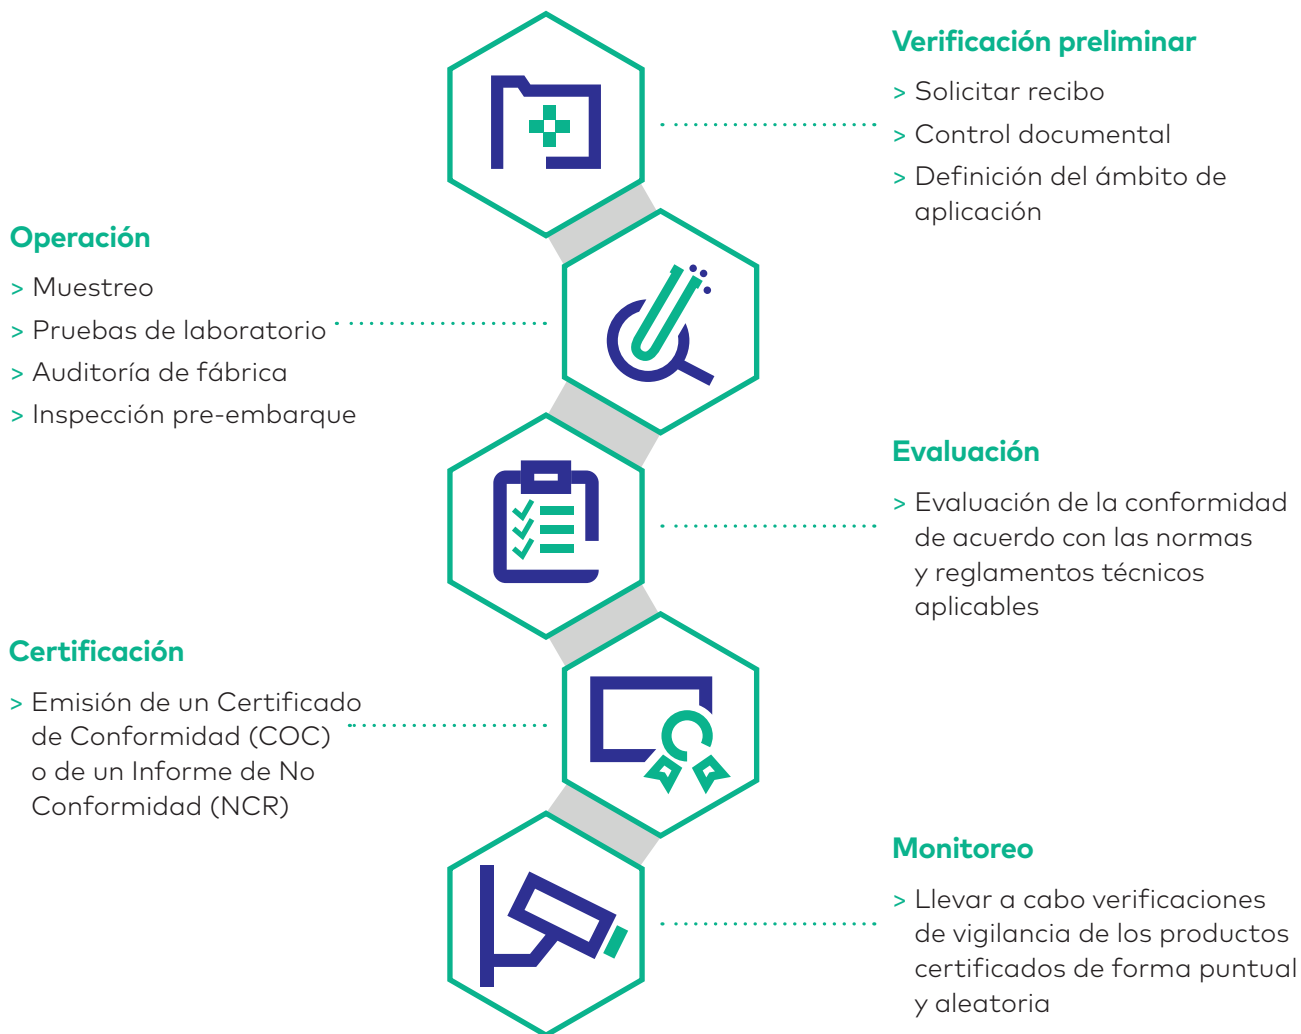 Verificación preliminar
> Solicitar recibo
> Control documental
> Definición del ámbito de
aplicación
Operación
> Muestreo
> Pruebas de laboratorio
> Auditoría de fábrica
> Inspección pre-embarque
Evaluación
> Evaluación de la conformidad
de acuerdo con las normas
y reglamentos técnicos
aplicables
Certificación
> Emisión de un Certificado
de Conformidad (COC)
o de un Informe de No
Conformidad (NCR)
Monitoreo
> Llevar a cabo verificaciones
de vigilancia de los productos
certificados de forma puntual
y aleatoria